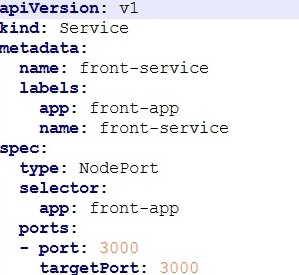 apiVersion: v1
kind: Service
metadata:
  name: front-service
  labels:
    app: front-app
    name: front-service
spec:
  type: NodePort
  selector:
    app: front-app
  ports:
  - port: 3000
    targetPort: 3000